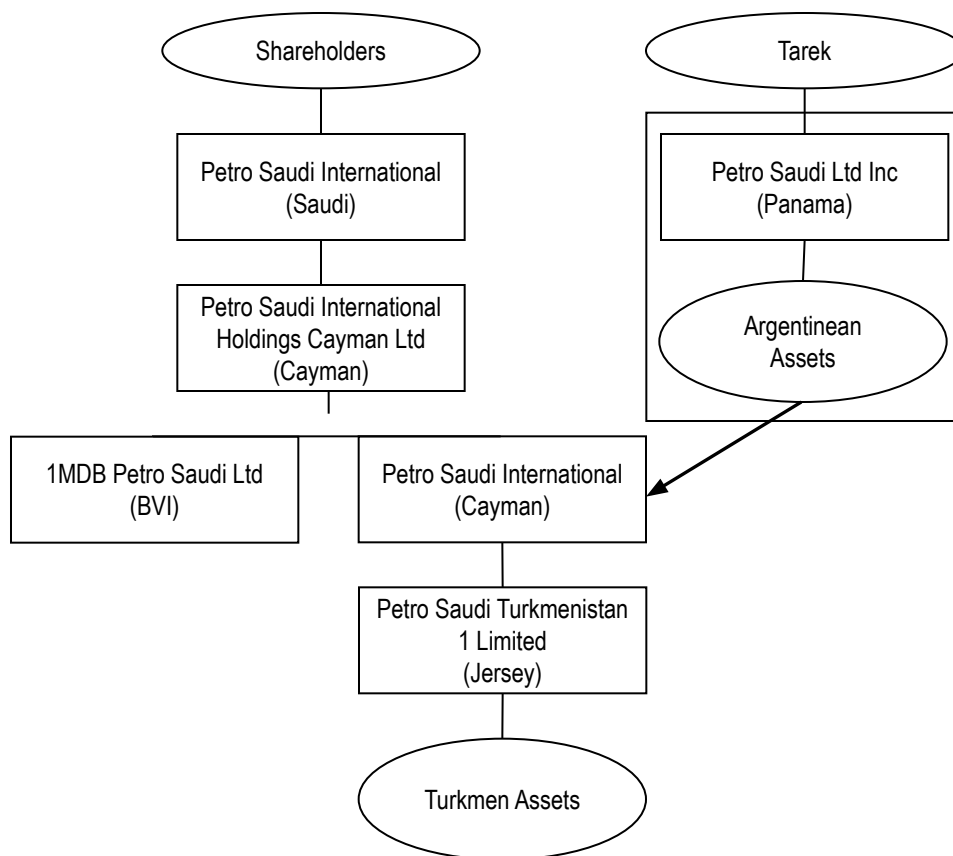 Shareholders
Tarek
Petro Saudi International
(Saudi)
Petro Saudi Ltd Inc
(Panama)
Petro Saudi International
Holdings Cayman Ltd
(Cayman)
Argentinean
Assets
1MDB Petro Saudi Ltd
(BVI)
Petro Saudi International
(Cayman)
Petro Saudi Turkmenistan
1 Limited
(Jersey)
Turkmen Assets